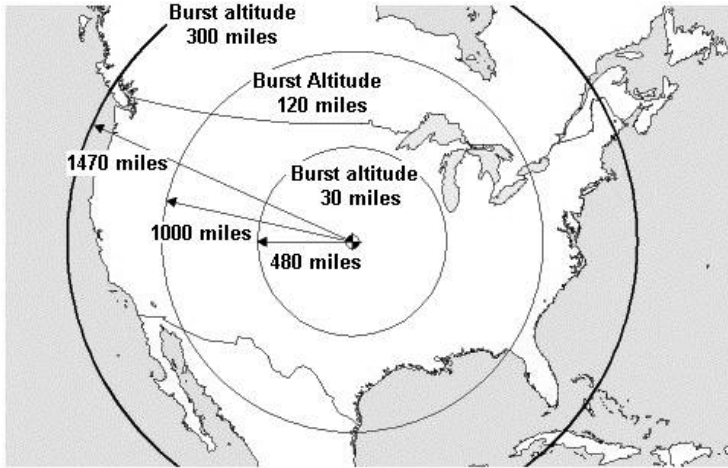 Burst altitude
300 miles
Burst Altitude
120 miles
1470 miles
Burst altitude
30 miles
1000 miles
480 miles